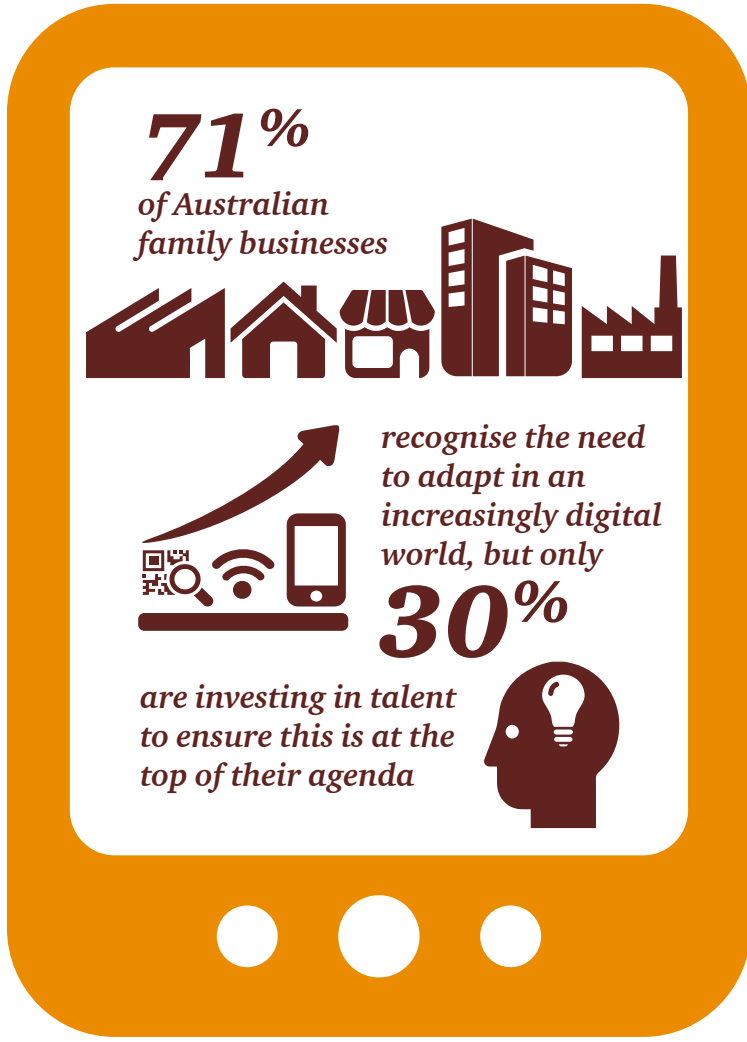 71%
of Australian
family businesses
recognise the need
to adapt in an
increasingly digital
world, but only
30%
are investing in talent
to ensure this is at the
top of their agenda